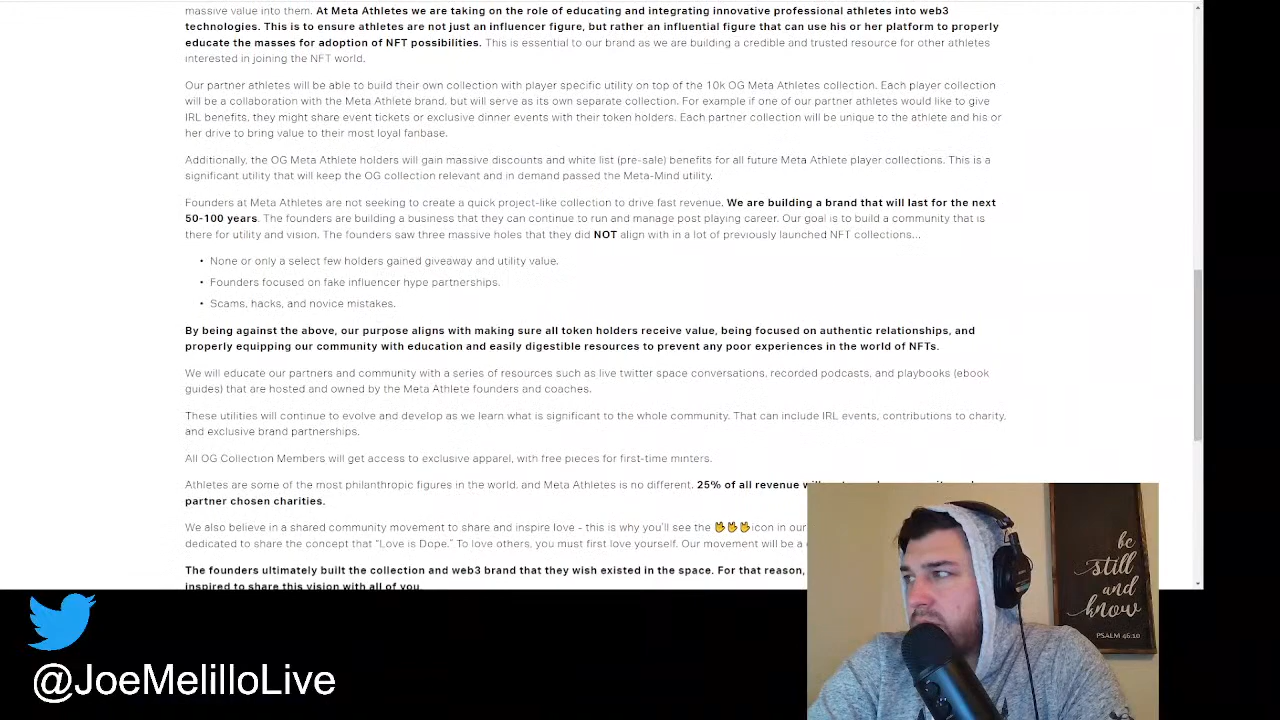 massive value into them. At Meta Athletes we are taking on the role of educating and integrating innovative professional athletes into web3
technologies. This is to ensure athletes are not just an influencer figure, but rather an influential figure that can use his or her platform to properly
educate the masses for adoption of NFT possibilities. This is essential to our brand as we are building a credible and trusted resource for other athletes
interested in joining the NFT world.
Our partner athletes will be able to build their own collection with player specific utility on top of the 10k OG Meta Athletes collection. Each player collection
will be a collaboration with the Meta Athlete brand, but will serve as its own separate collection. For example if one of our partner athletes would like to give
IRL benefits, they might share event tickets or exclusive dinner events with their token holders. Each partner collection will be unique to the athlete and his or
her drive to bring value to their most loyal fanbase.
Additionally, the OG Meta Athlete holders will gain massive discounts and white list (pre-sale) benefits for all future Meta Athlete player collections. This is a
significant utility that will keep the OG collection relevant and in demand passed the Meta-Mind utility.
Founders at Meta Athletes are not seeking to create a quick project-like collection to drive fast revenue. We are building a brand that will last for the next
50-100 years. The founders are building a business that they can continue to run and manage post playing career. Our goal is to build a community that is
there for utility and vision. The founders saw three massive holes that they did NOT align with in a lot of previously launched NFT collections...
• None or only a select few holders gained giveaway and utility value.
• Founders focused on fake influencer hype partnerships.
• Scams, hacks, and novice mistakes.
By being against the above, our purpose aligns with making sure all token holders receive value, being focused on authentic relationships, and
properly equipping our community with education and easily digestible resources to prevent any poor experiences in the world of NFTs.
We will educate our partners and community with a series of resources such as live twitter space conversations, recorded podcasts, and playbooks (ebook
guides) that are hosted and owned by the Meta Athlete founders and coaches.
These utilities will continue to evolve and develop as we learn what is significant to the whole community. That can include IRL events, contributions to charity,
and exclusive brand partnerships.
All OG Collection Members will get access to exclusive apparel, with free pieces for first-time minters.
Athletes are some of the most philanthropic figures in the world, and Meta Athletes is no different. 25% of all revenue
partner chosen charities.
We also believe in a shared community movement to share and inspire love - this is why you'll see the 🤟🤟🤟icon in our
dedicated to share the concept that "Love is Dope." To love others, you must first love yourself. Our movement will be a
The founders ultimately built the collection and web3 brand that they wish existed in the space. For that reason,
inspired to share this vision with all of you.
be
still
and
know
PSALM 46:10
@JoeMelilloLive